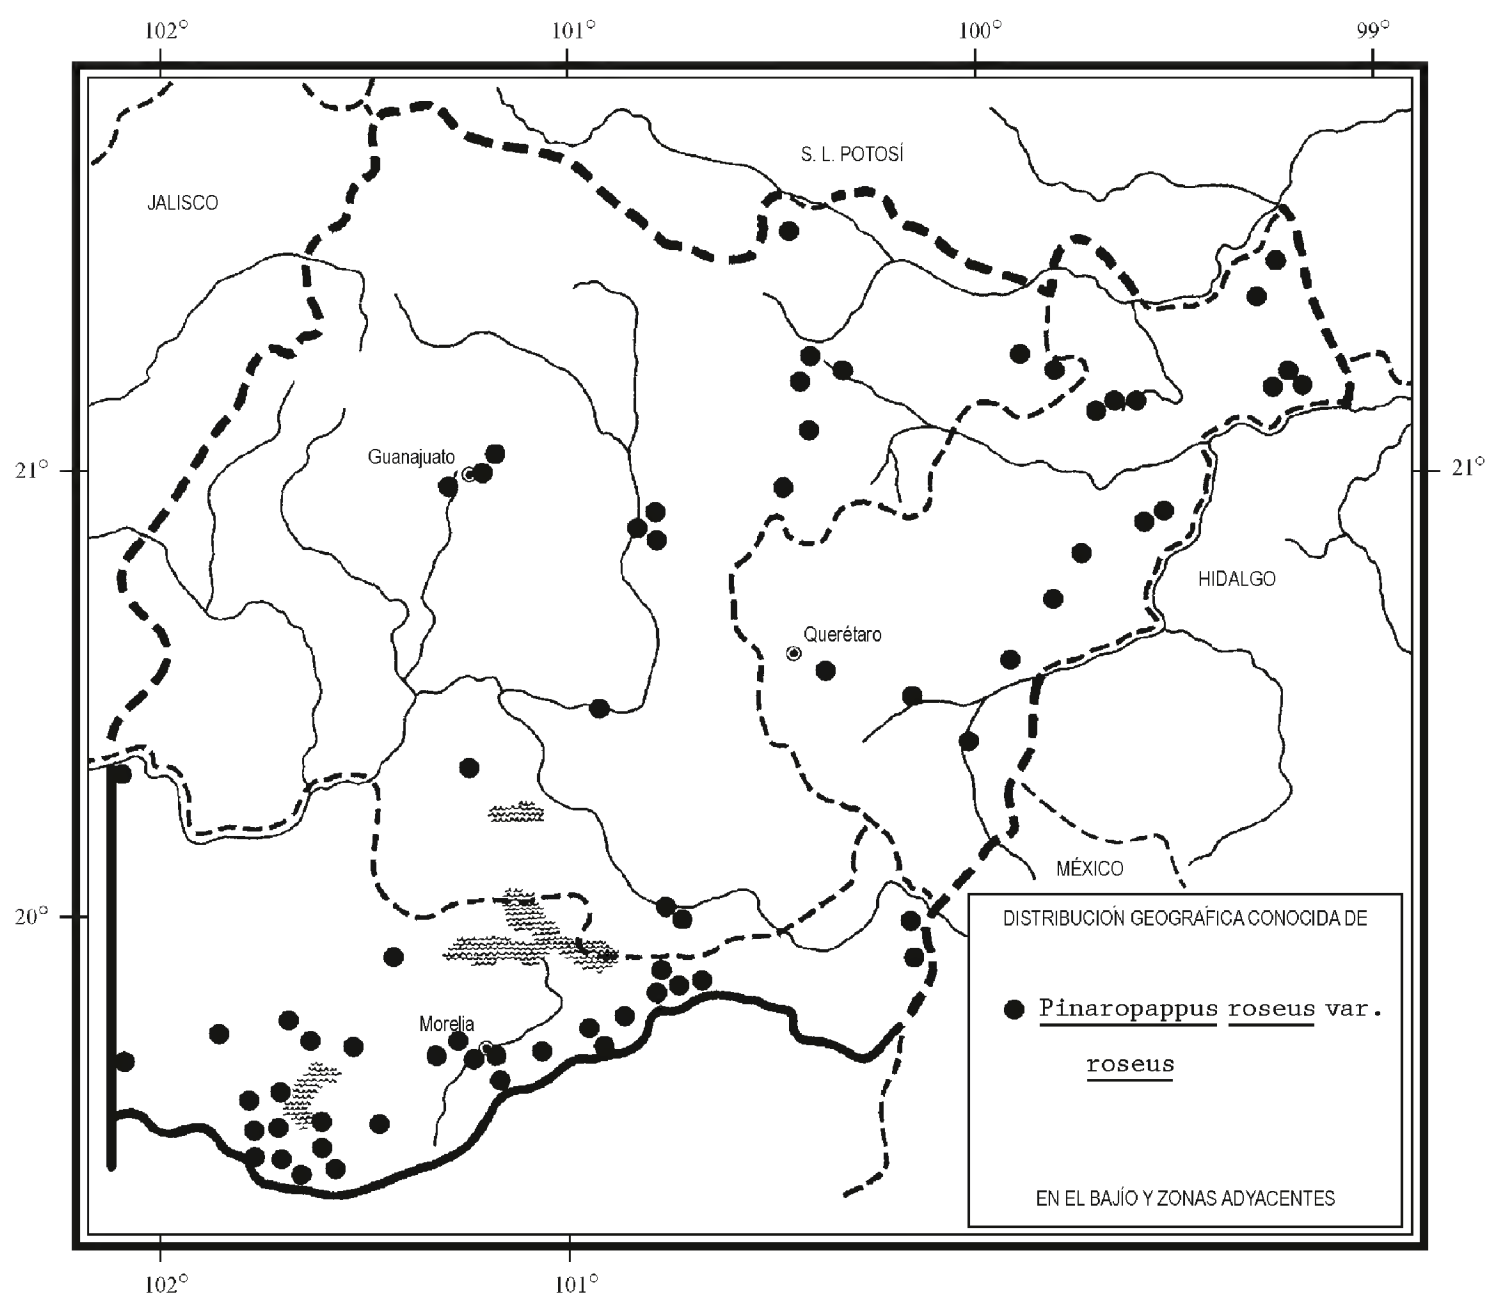 102° 101° 100° 99°
S. L. POTOSÍ
JALISCO
Guanajuato
21° 21°
HIDALGO
Querétaro
MÉXICO
20°
DISTRIBUCIÓN GEOGRÁFICA CONOCIDA DE
Pinaropappus roseus var.
roseus
Morelia
EN EL BAJÍO Y ZONAS ADYACENTES
102° 101°